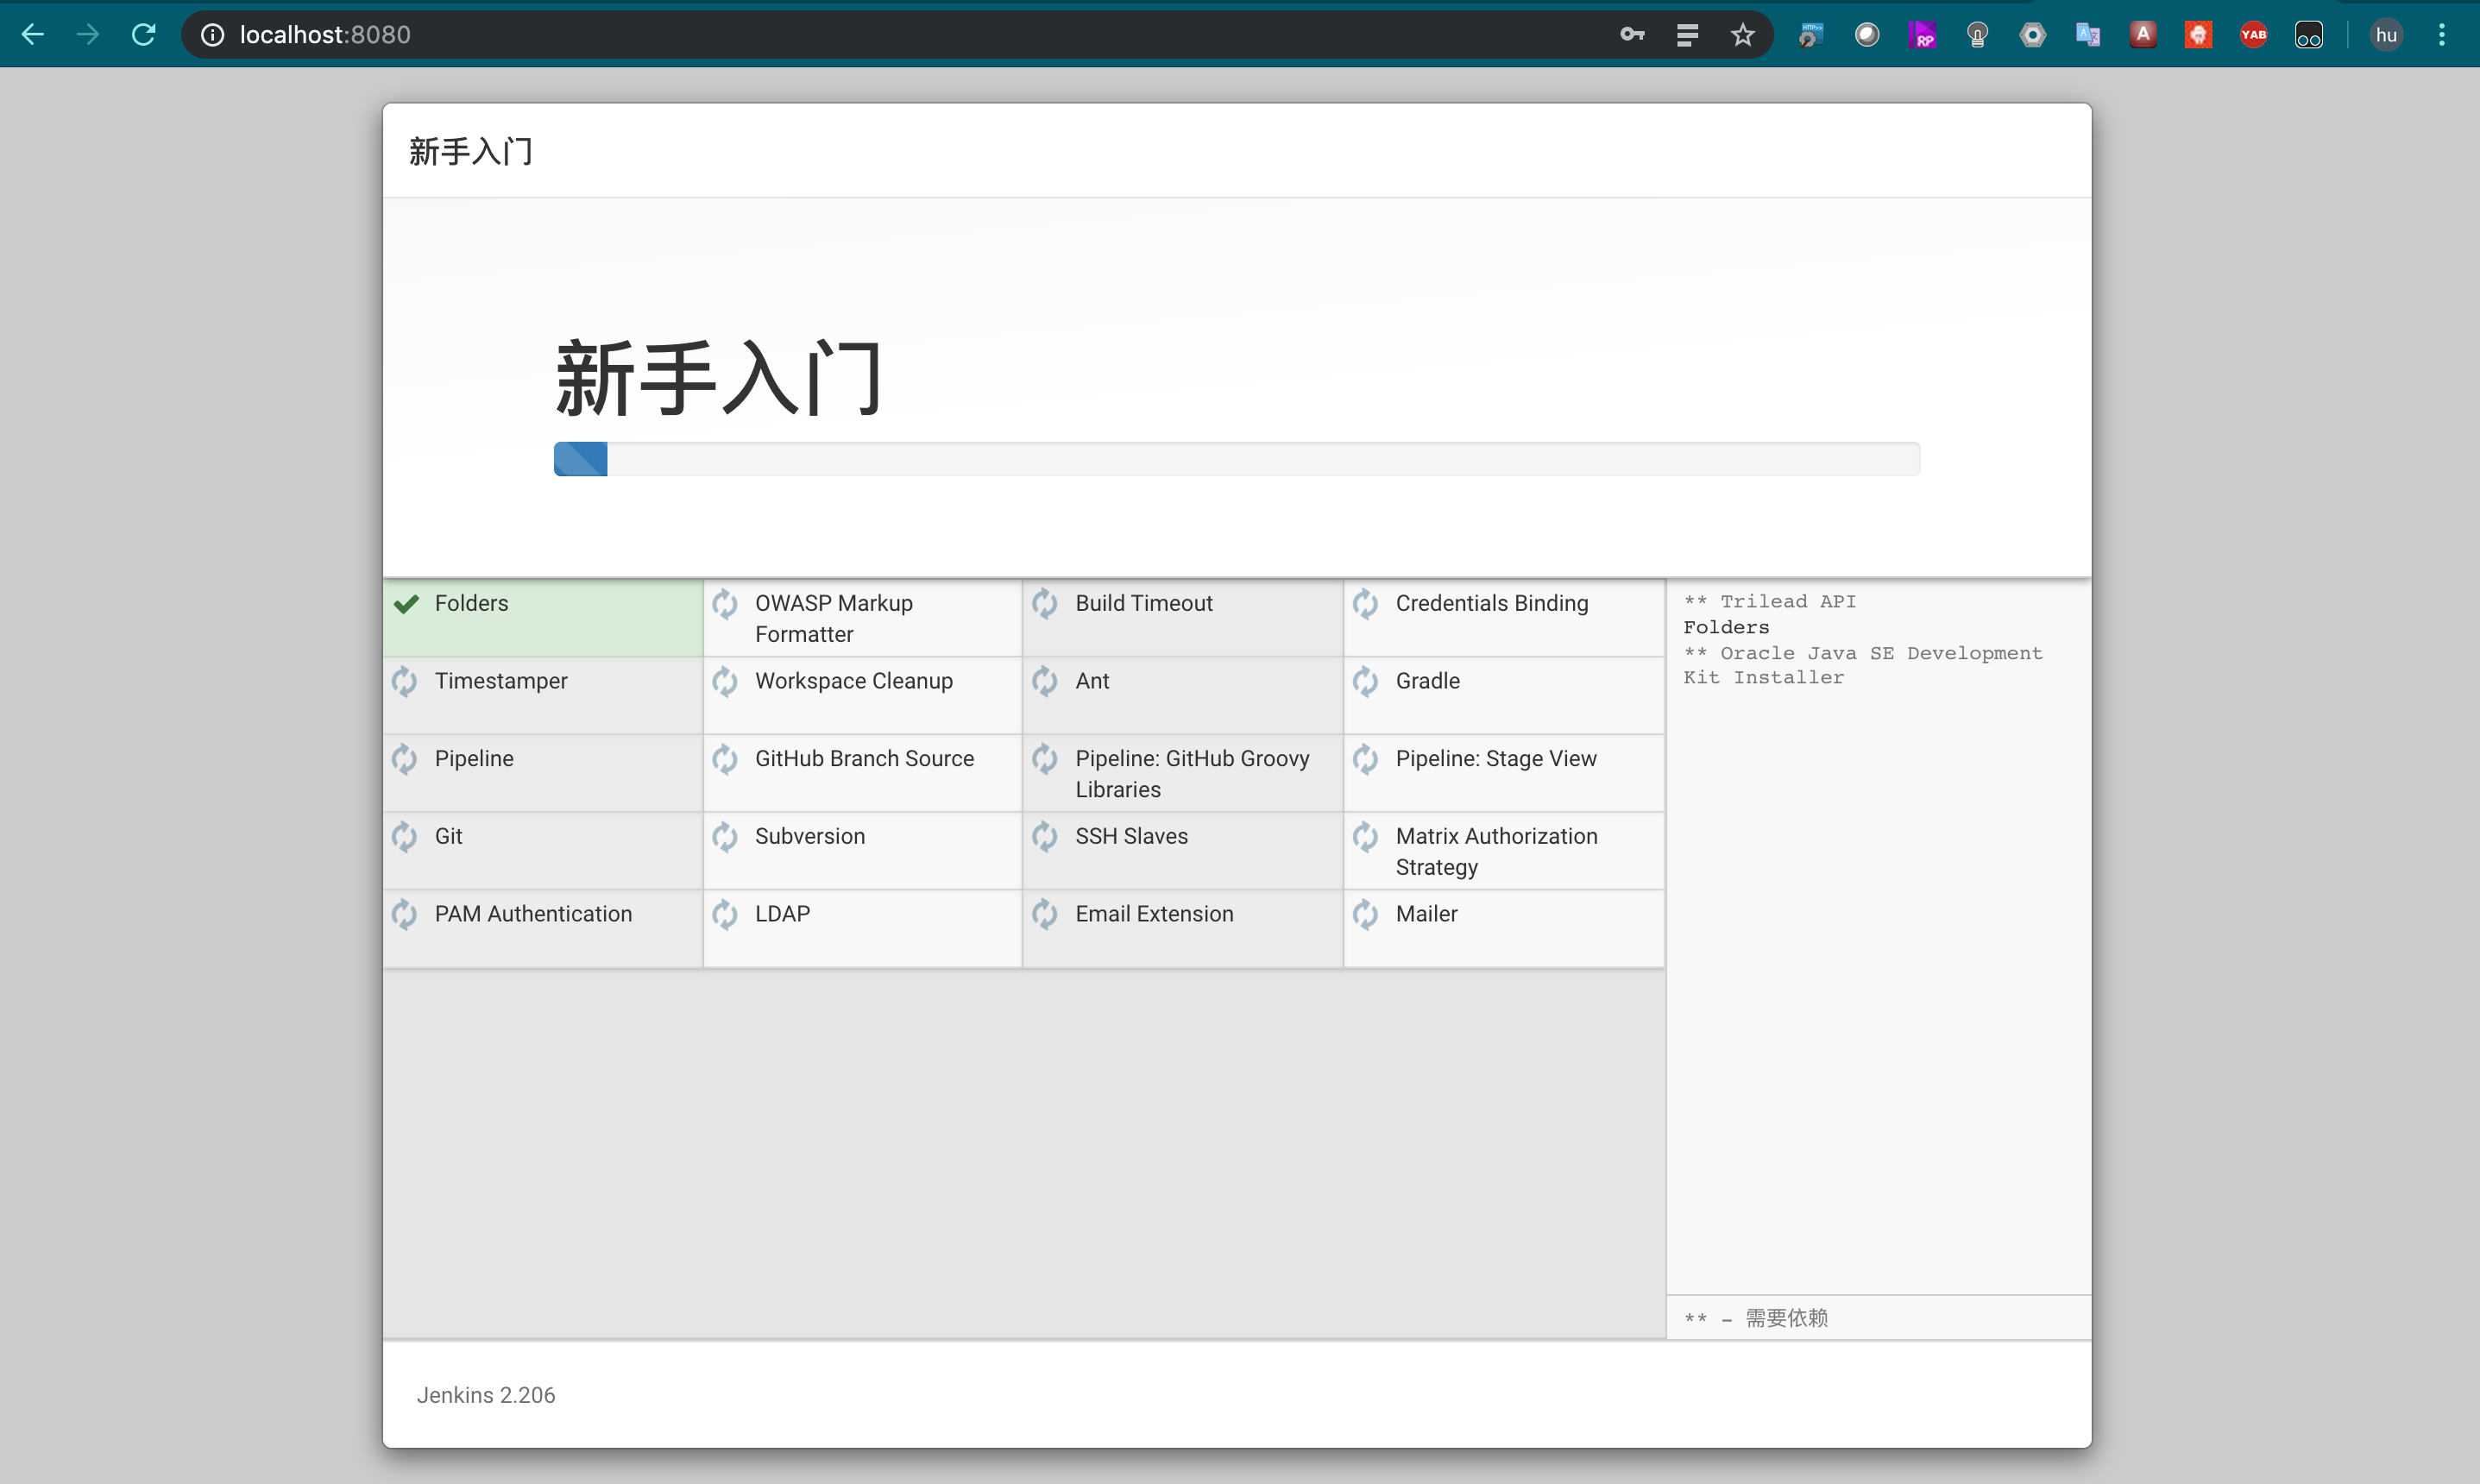 localhost:8080
HTTP>>
RP
A
YAB
hu
新手入门
新手入门
Folders
OWASP Markup
Formatter
Build Timeout
Credentials Binding
Timestamper
Workspace Cleanup
Ant
Gradle
Pipeline
GitHub Branch Source
Pipeline: GitHub Groovy
Libraries
Pipeline: Stage View
Git
Subversion
SSH Slaves
Matrix Authorization
Strategy
PAM Authentication
LDAP
Email Extension
Mailer
** Trilead API
Folders
** Oracle Java SE Development
Kit Installer
** – 需要依赖
Jenkins 2.206